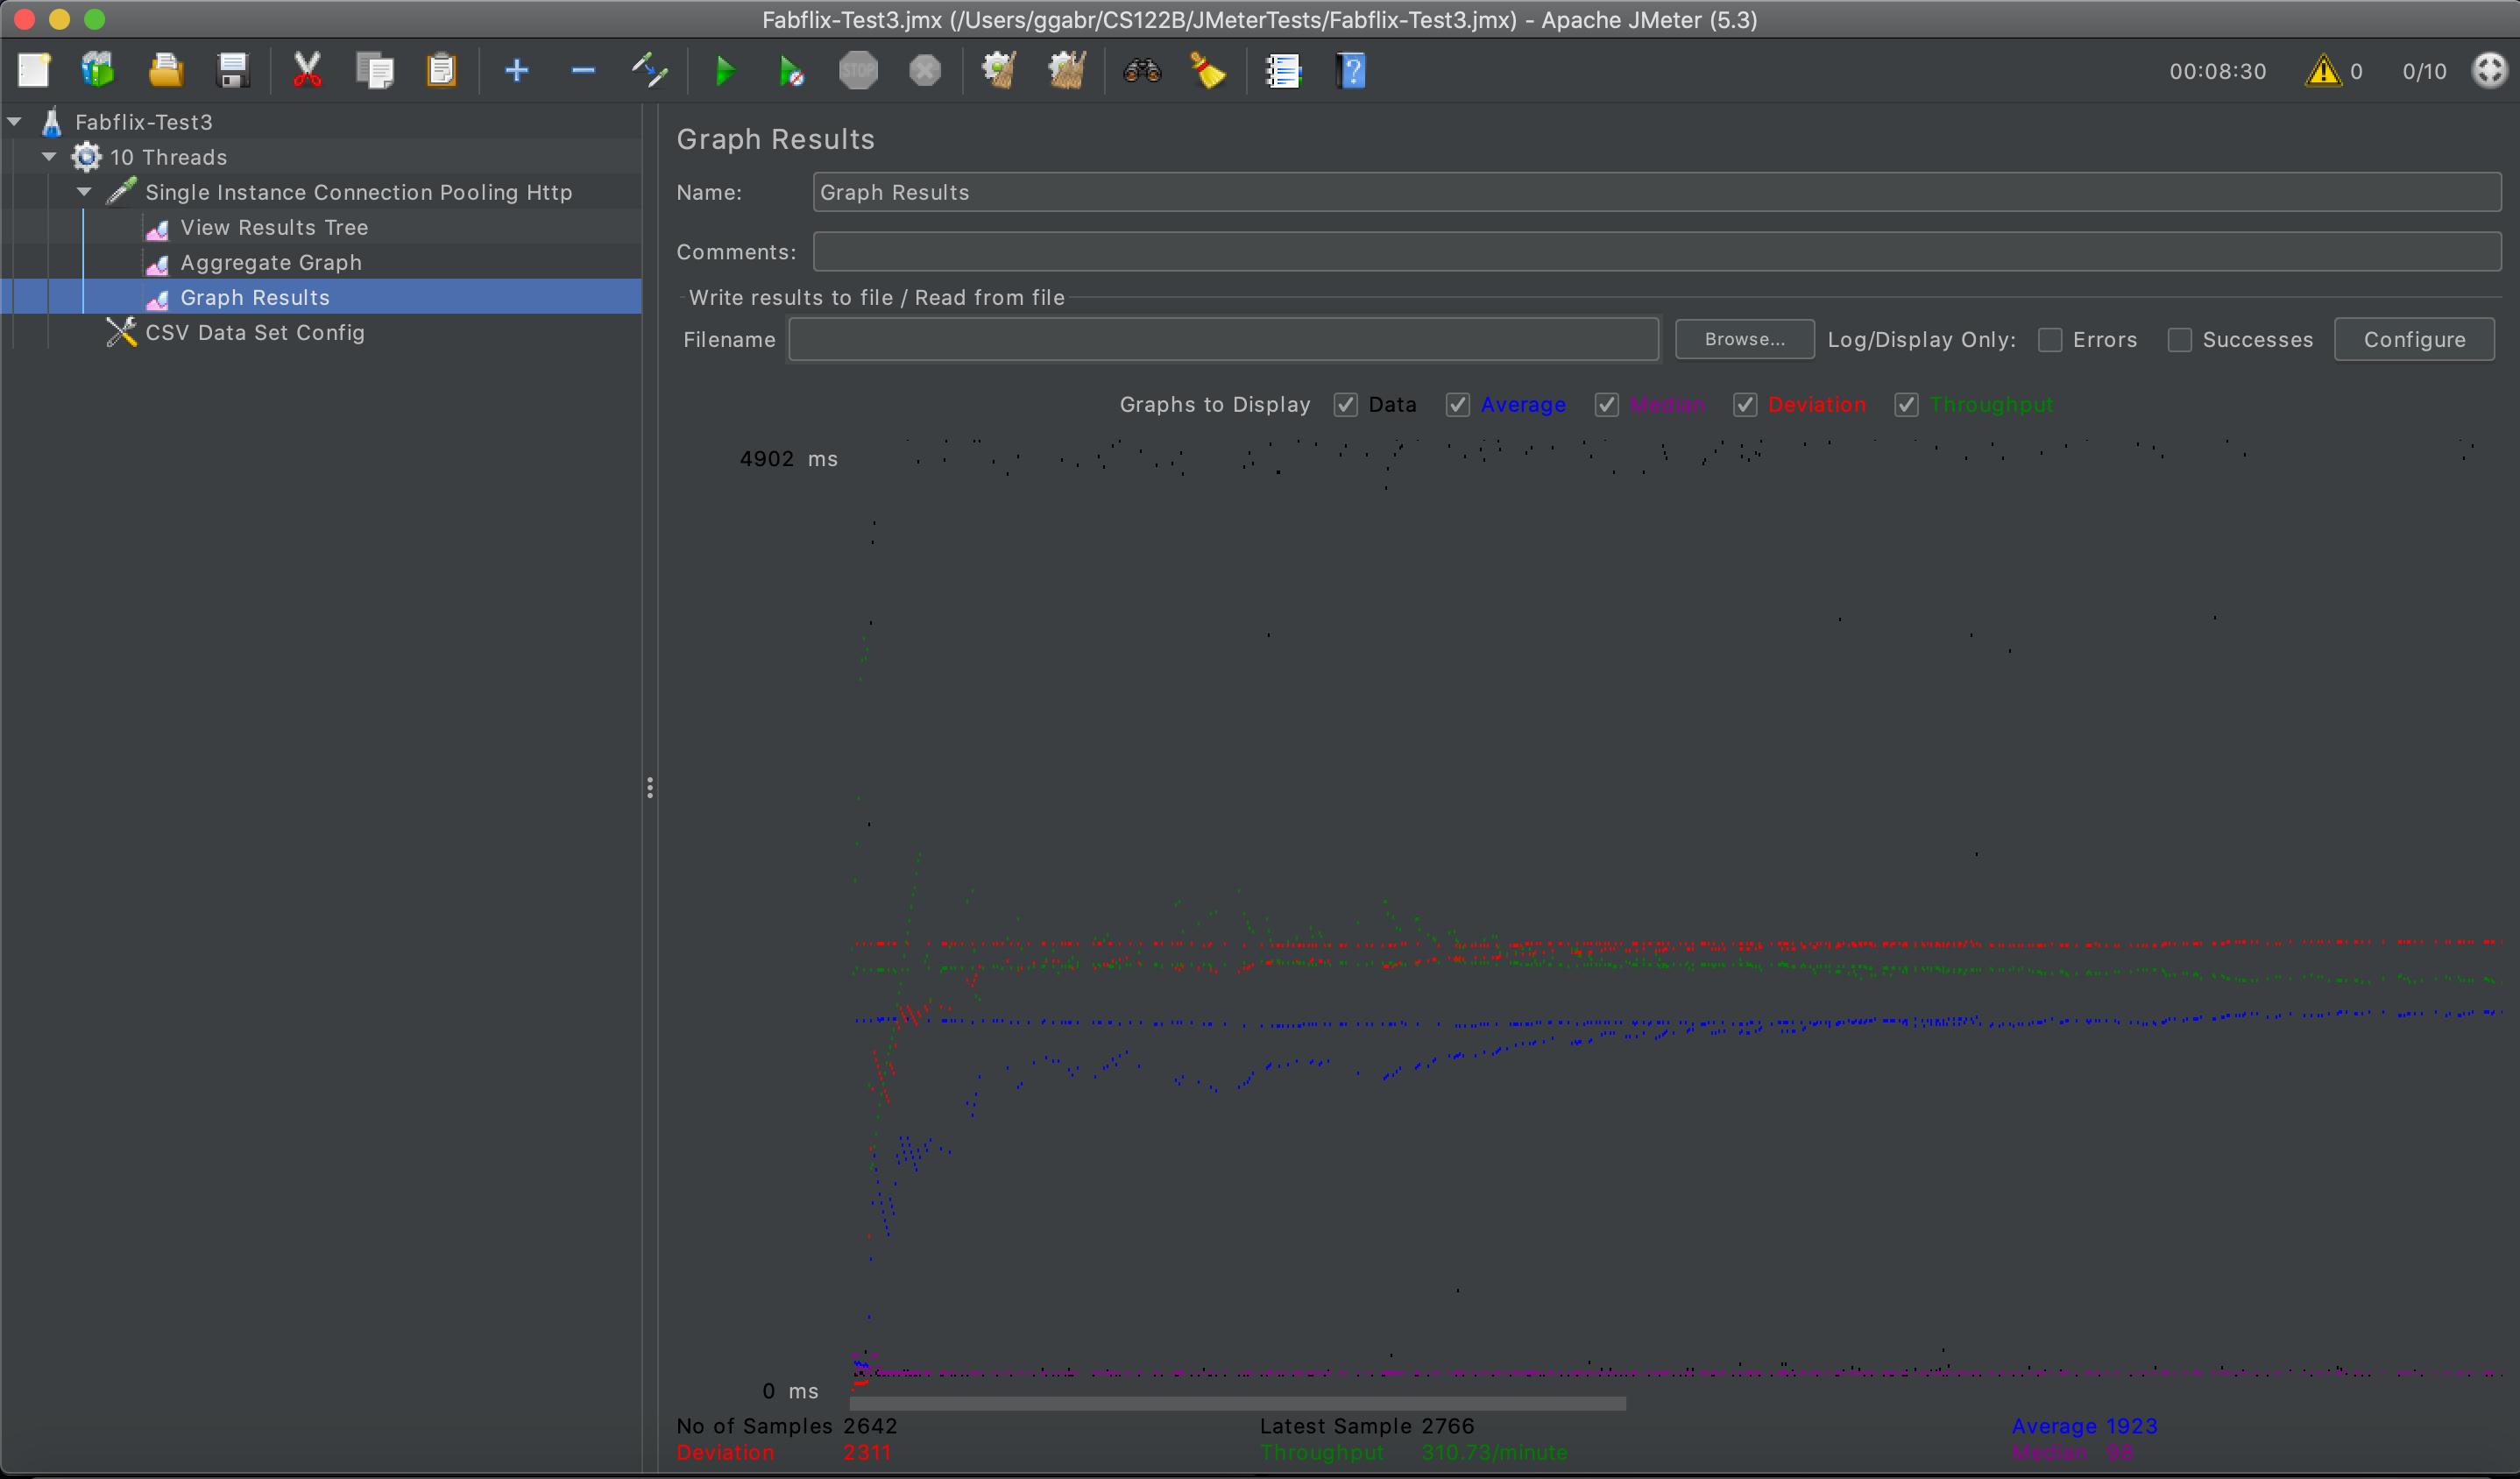 Fabflix-Test3.jmx (/Users/ggabr/CS122B/JMeterTests/Fabflix-Test3.jmx) - Apache JMeter (5.3)
STOP 00:08:30 0 0/10
Fabflix-Test3
10 Threads
Single Instance Connection Pooling Http
View Results Tree
Aggregate Graph
Graph Results
CSV Data Set Config
Graph Results
Name: Graph Results
Comments:
Write results to file / Read from file
Filename Browse... Log/Display Only: Errors Successes Configure
Graphs to Display Data Average Median Deviation Throughput
4902 ms
0 ms
No of Samples 2642 Latest Sample 2766 Average 1923
Deviation 2311 Throughput 310.73/minute Median 98